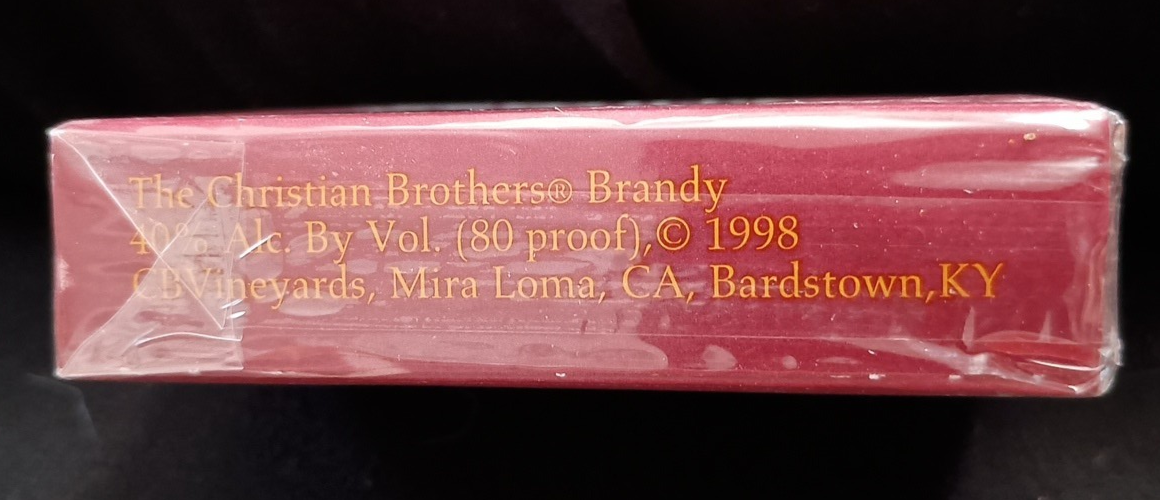 The Christian Brothers® Brandy
40% Alc. By Vol. (80 proof),© 1998
CBVineyards, Mira Loma, CA, Bardstown,KY